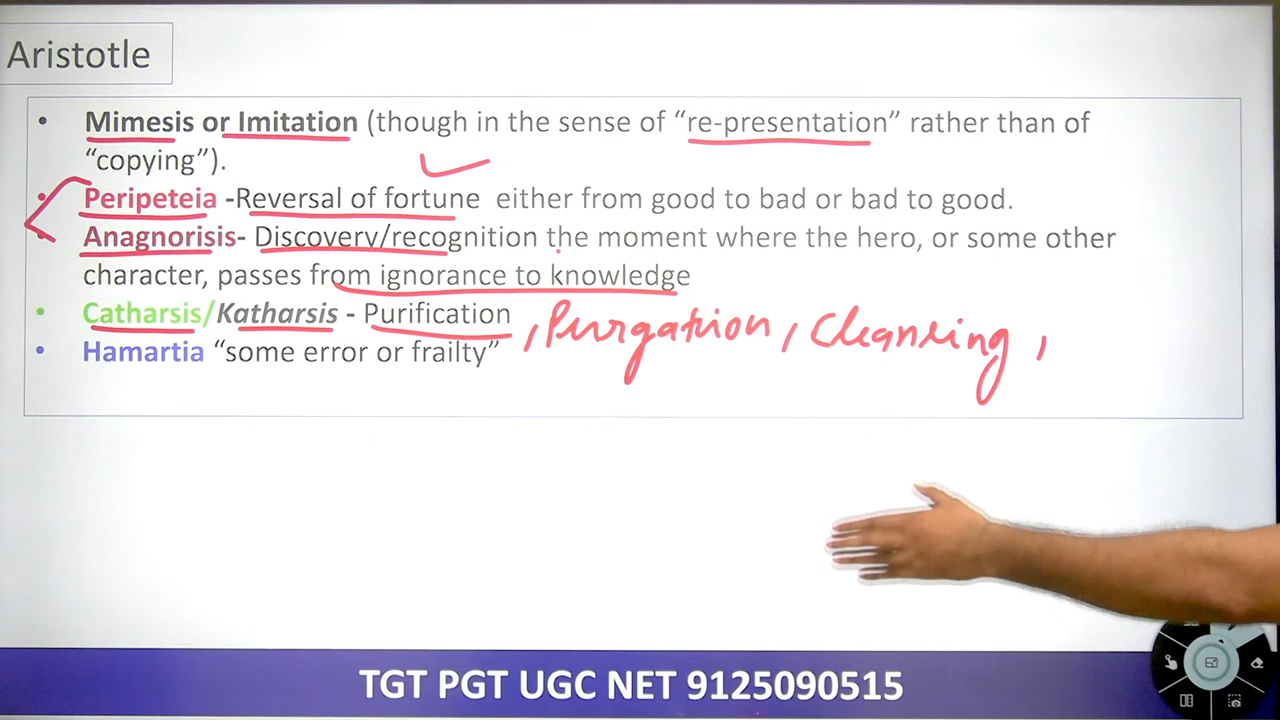 Aristotle
• Mimesis or Imitation (though in the sense of “re-presentation” rather than of
“copying”).
• Peripeteia -Reversal of fortune either from good to bad or bad to good.
• Anagnorisis- Discovery/recognition the moment where the hero, or some other
character, passes from ignorance to knowledge
• Catharsis/Katharsis - Purification , Purgation , Cleansing ,
• Hamartia “some error or frailty”
TGT PGT UGC NET 9125090515